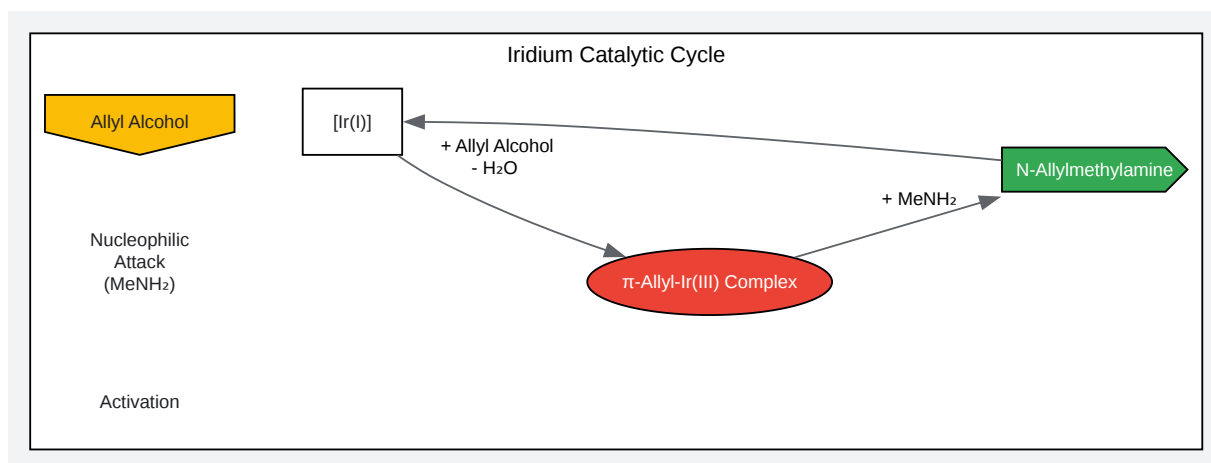 Iridium Catalytic Cycle
Allyl Alcohol
[Ir(I)]
+ Allyl Alcohol
- H₂O
N-Allylmethylamine
+ MeNH₂
Nucleophilic
Attack
(MeNH₂)
π-Allyl-Ir(III) Complex
Activation